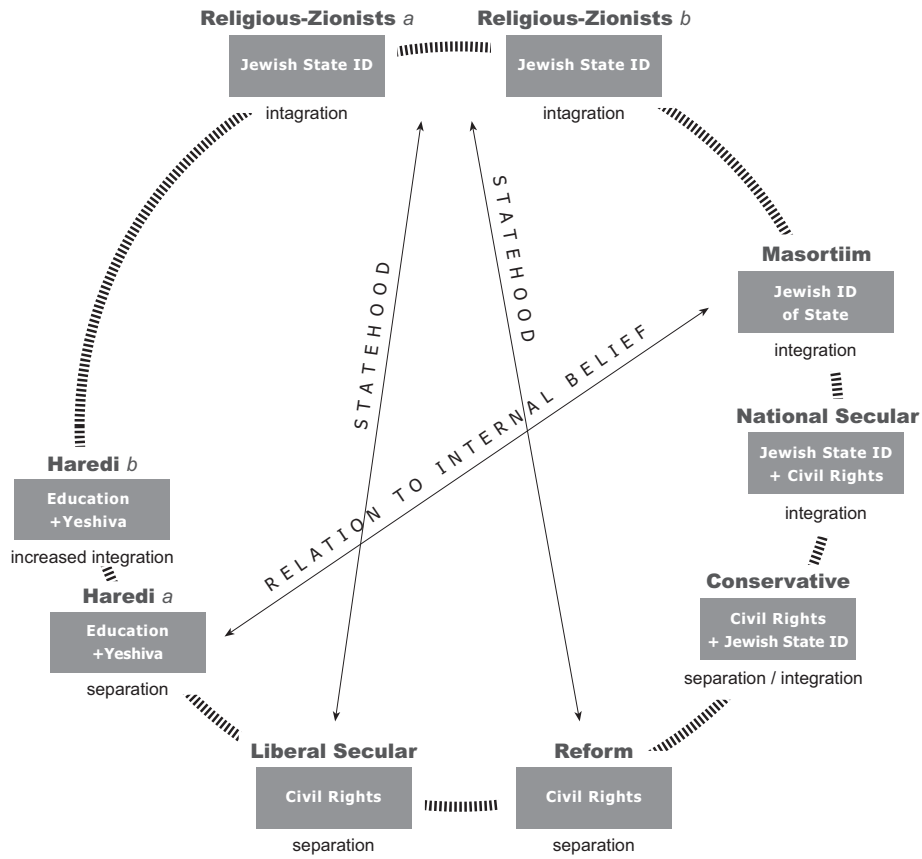 Religious-Zionists a
Jewish State ID
intagration
Religious-Zionists b
Jewish State ID
intagration
Masortiim
Jewish ID
of State
integration
National Secular
Jewish State ID
+ Civil Rights
integration
Conservative
Civil Rights
+ Jewish State ID
separation / integration
Reform
Civil Rights
separation
Liberal Secular
Civil Rights
separation
Haredi a
Education
+Yeshiva
separation
Haredi b
Education
+Yeshiva
increased integration
STATEHOOD
STATEHOOD
RELATION TO INTERNAL BELIEF